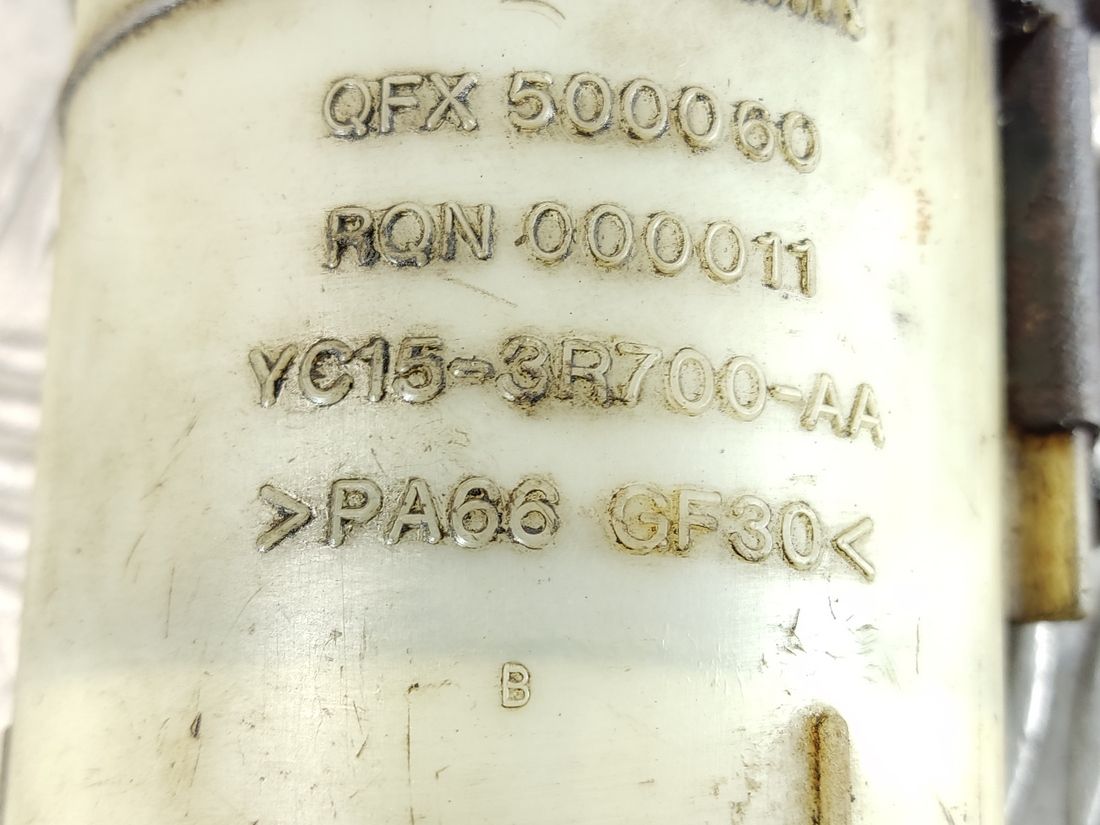 QFX 500060
RQN 000011
YC15-3R700-AA
>PA66 GF30<
B